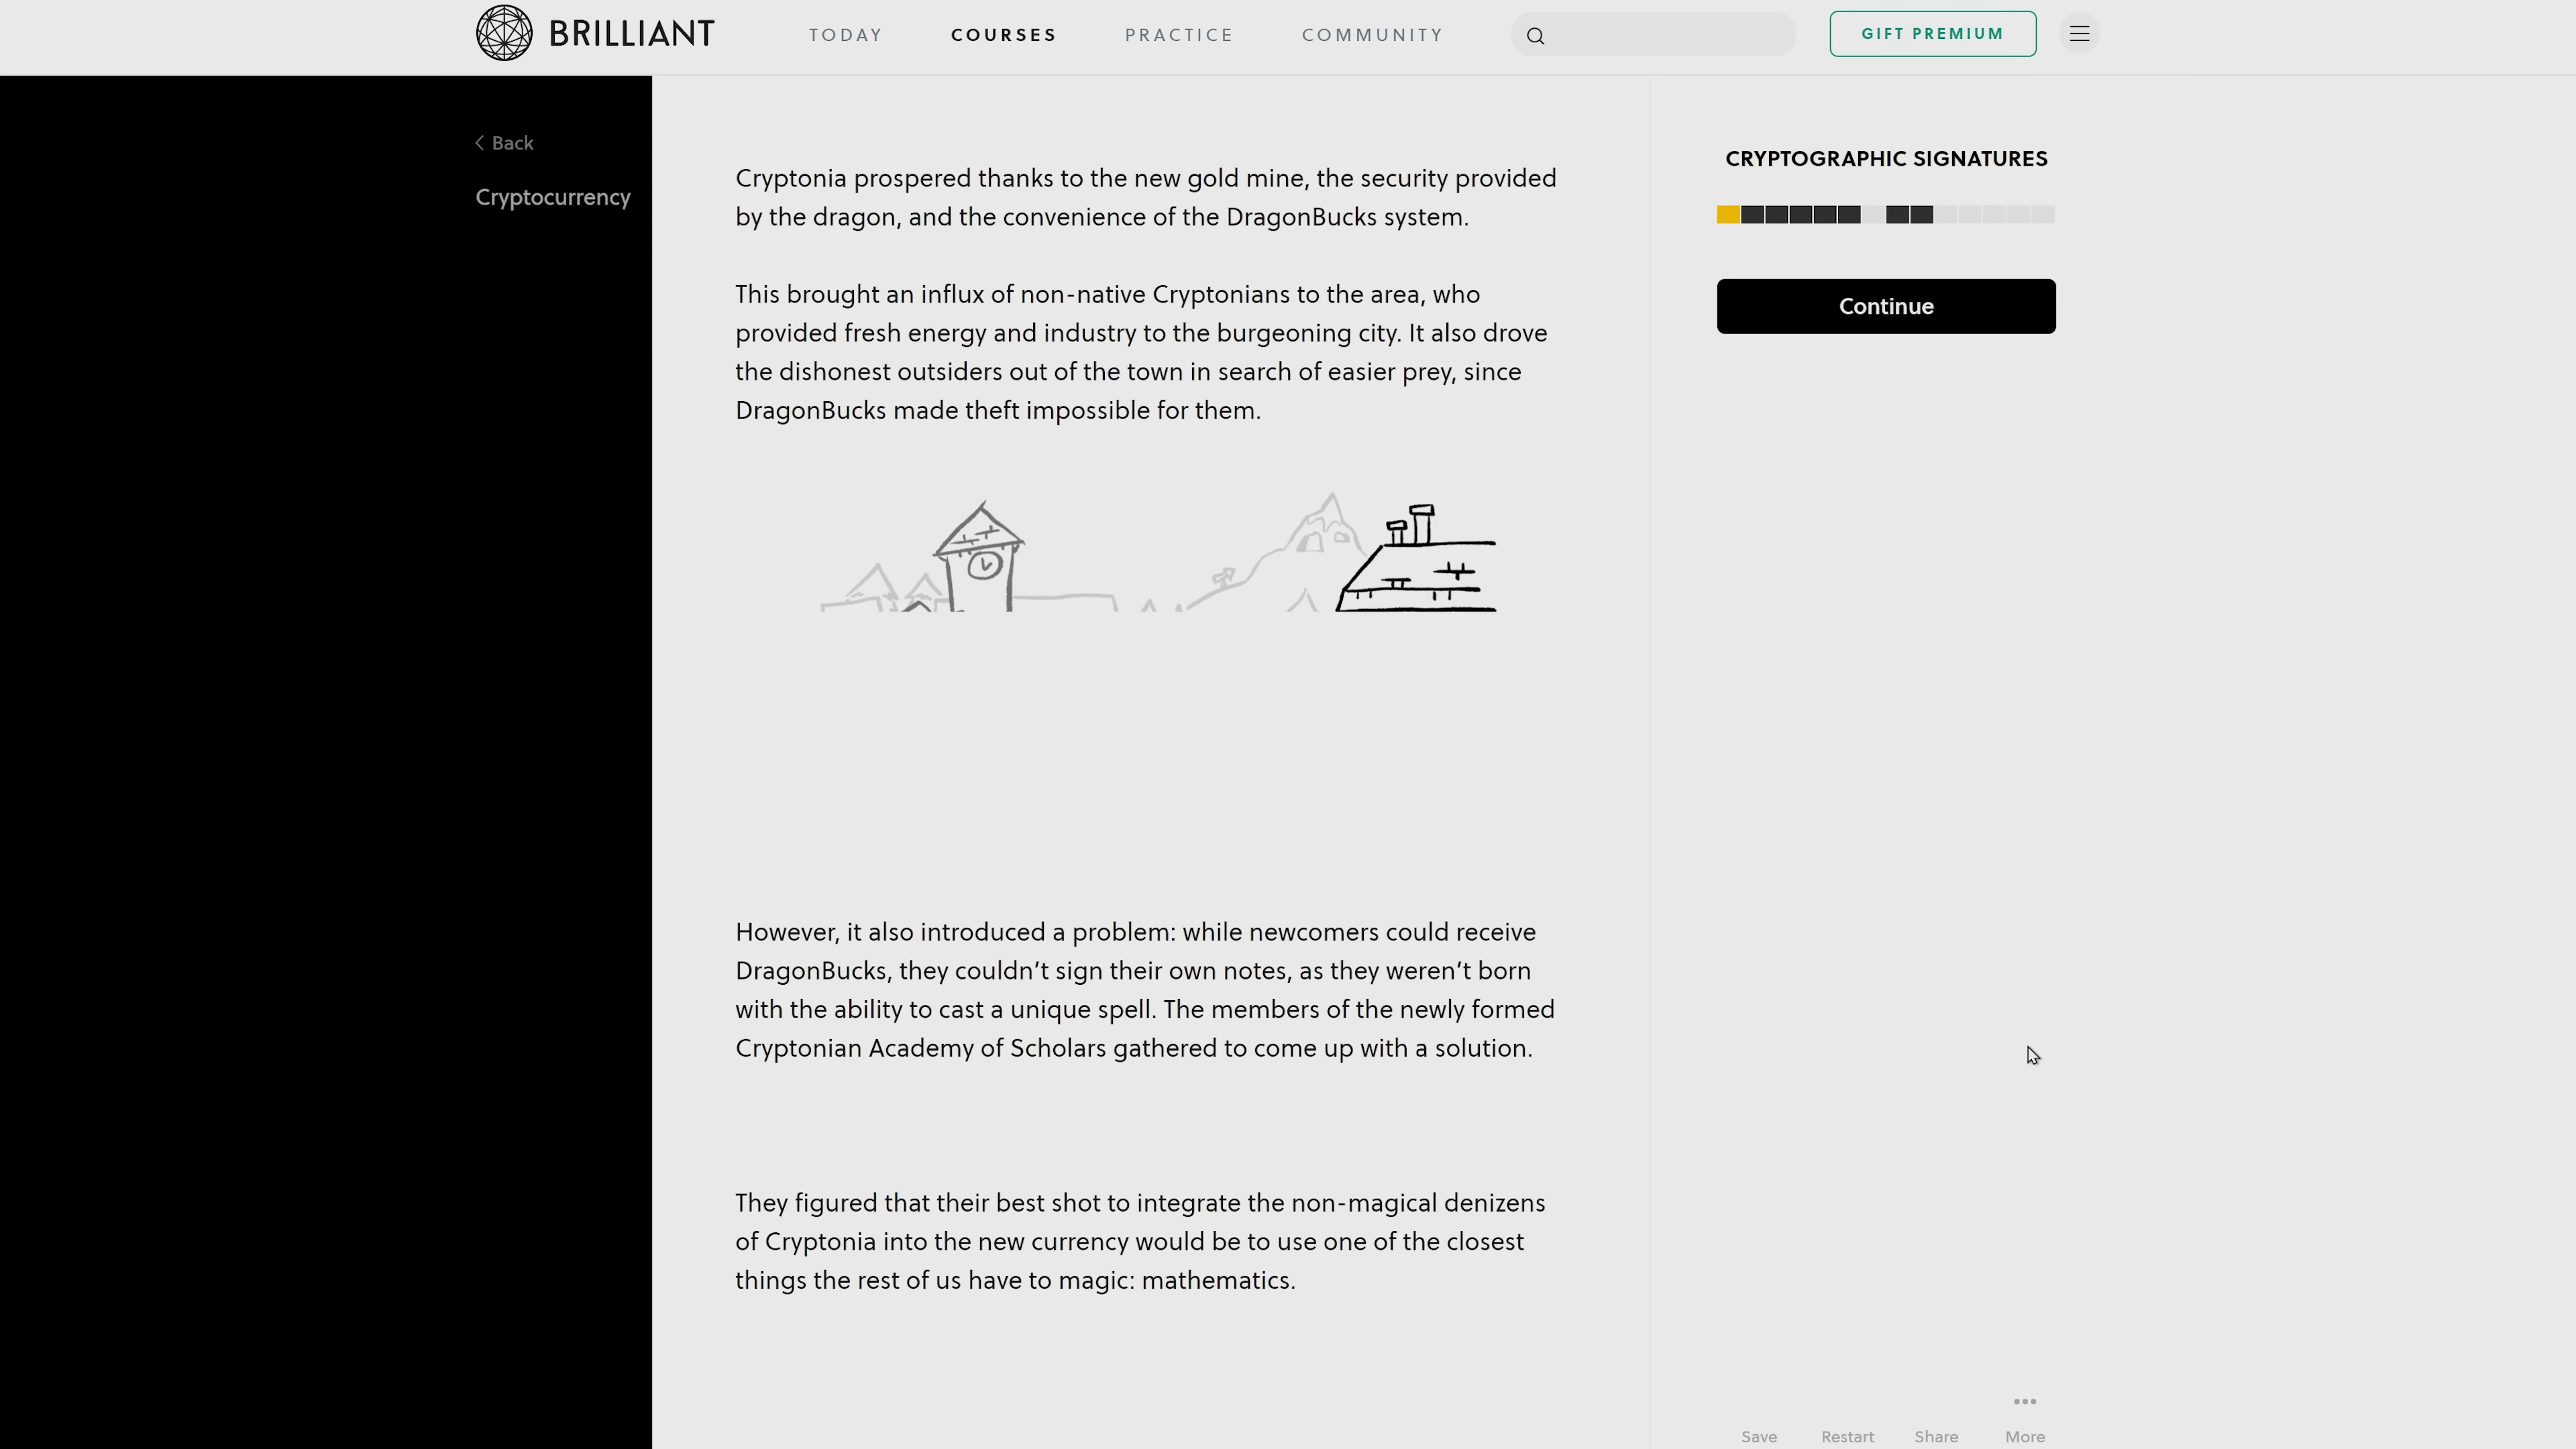 BRILLIANT
TODAY
COURSES
PRACTICE
COMMUNITY
GIFT PREMIUM
Back
Cryptocurrency
Cryptonia prospered thanks to the new gold mine, the security provided
by the dragon, and the convenience of the DragonBucks system.
This brought an influx of non-native Cryptonians to the area, who
provided fresh energy and industry to the burgeoning city. It also drove
the dishonest outsiders out of the town in search of easier prey, since
DragonBucks made theft impossible for them.
However, it also introduced a problem: while newcomers could receive
DragonBucks, they couldn’t sign their own notes, as they weren’t born
with the ability to cast a unique spell. The members of the newly formed
Cryptonian Academy of Scholars gathered to come up with a solution.
They figured that their best shot to integrate the non-magical denizens
of Cryptonia into the new currency would be to use one of the closest
things the rest of us have to magic: mathematics.
CRYPTOGRAPHIC SIGNATURES
Continue
Save
Restart
Share
More